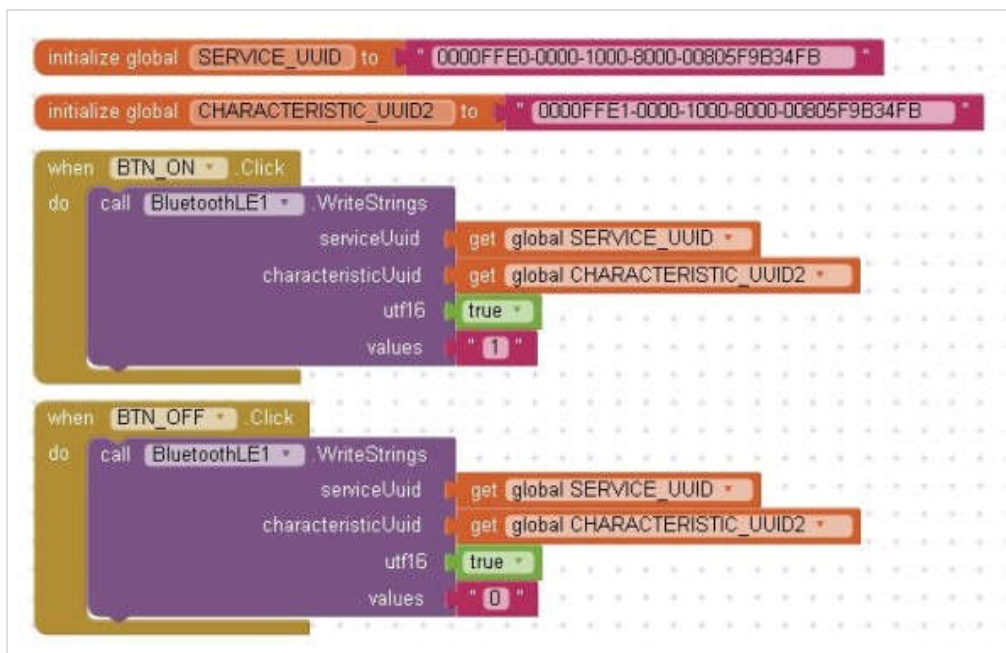 initialize global SERVICE_UUID to " 0000FFE0-0000-1000-8000-00805F9B34FB "
initialize global CHARACTERISTIC_UUID2 to " 0000FFE1-0000-1000-8000-00805F9B34FB "
when BTN_ON .Click
do call BluetoothLE1 .WriteStrings
serviceUuid get global SERVICE_UUID
characteristicUuid get global CHARACTERISTIC_UUID2
utf16 true
values " 1 "
when BTN_OFF .Click
do call BluetoothLE1 .WriteStrings
serviceUuid get global SERVICE_UUID
characteristicUuid get global CHARACTERISTIC_UUID2
utf16 true
values " 0 "